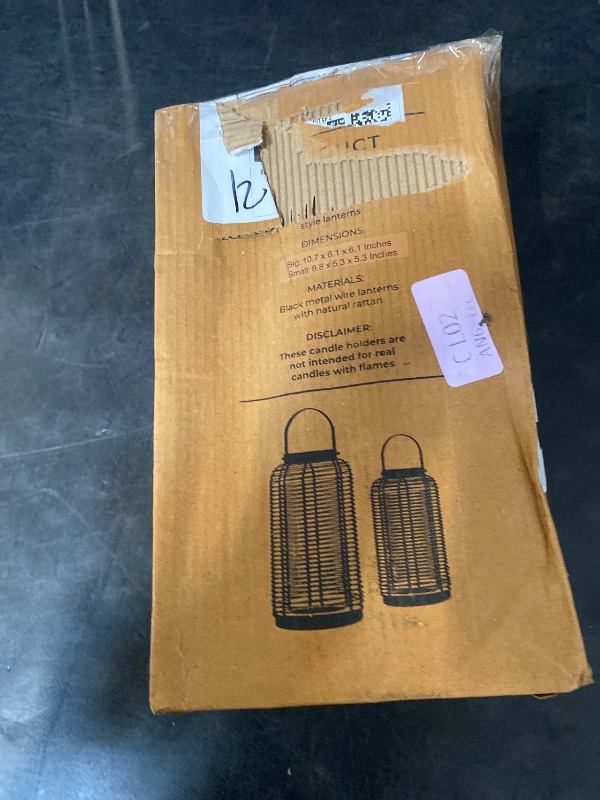 UCT
12
style lanterns
DIMENSIONS
Big: 10.7 x 6.1 x 6.1 Inches
Small: 8.8 x 5.3 x 5.3 Inches
MATERIALS:
Black metal wire lanterns
with natural rattan
DISCLAIMER:
These candle holders are
not intended for real
candles with flames
CL02